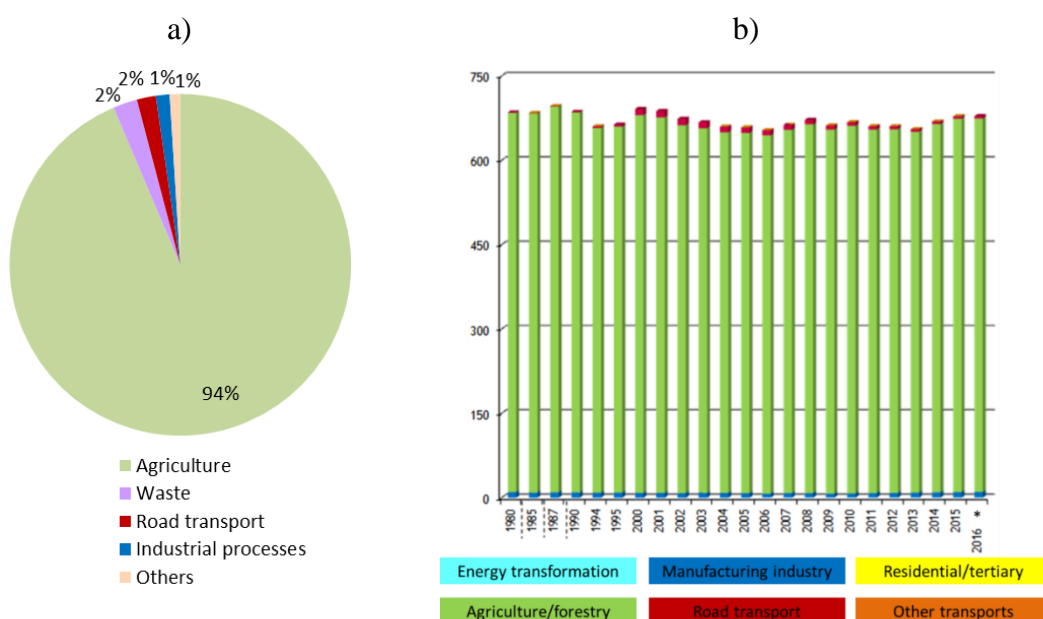 a)
b)
2%
2%
1%
1%
94%
Agriculture
Waste
Road transport
Industrial processes
Others
750
600
450
300
150
0
1980
1985
1987
1990
1994
1995
2000
2001
2002
2003
2004
2005
2006
2007
2008
2009
2010
2011
2012
2013
2014
2015
2016 *
Energy transformation
Manufacturing industry
Residential/tertiary
Agriculture/forestry
Road transport
Other transports